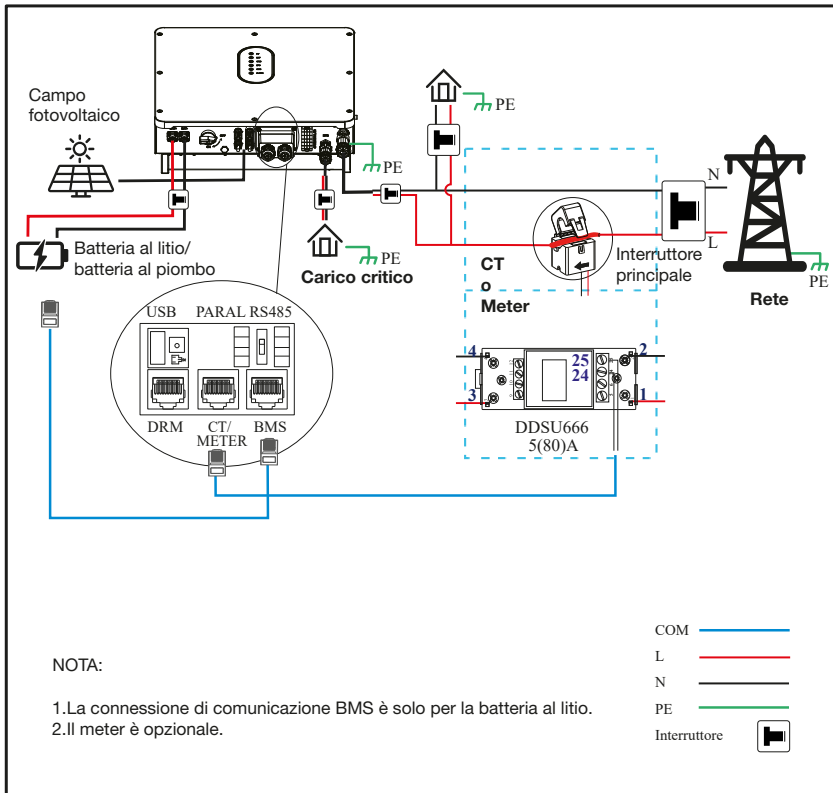 Campo
fotovoltaico
PE
PE
N
L
Batteria al litio/
batteria al piombo
PE
Carico critico
CT
o
Meter
Interruttore
principale
PE
Rete
USB
PARAL
RS485
DRM
CT/
METER
BMS
4
3
25
24
2
1
DDSU666
5(80)A
COM
L
N
PE
Interruttore
NOTA:
1.La connessione di comunicazione BMS è solo per la batteria al litio.
2.Il meter è opzionale.